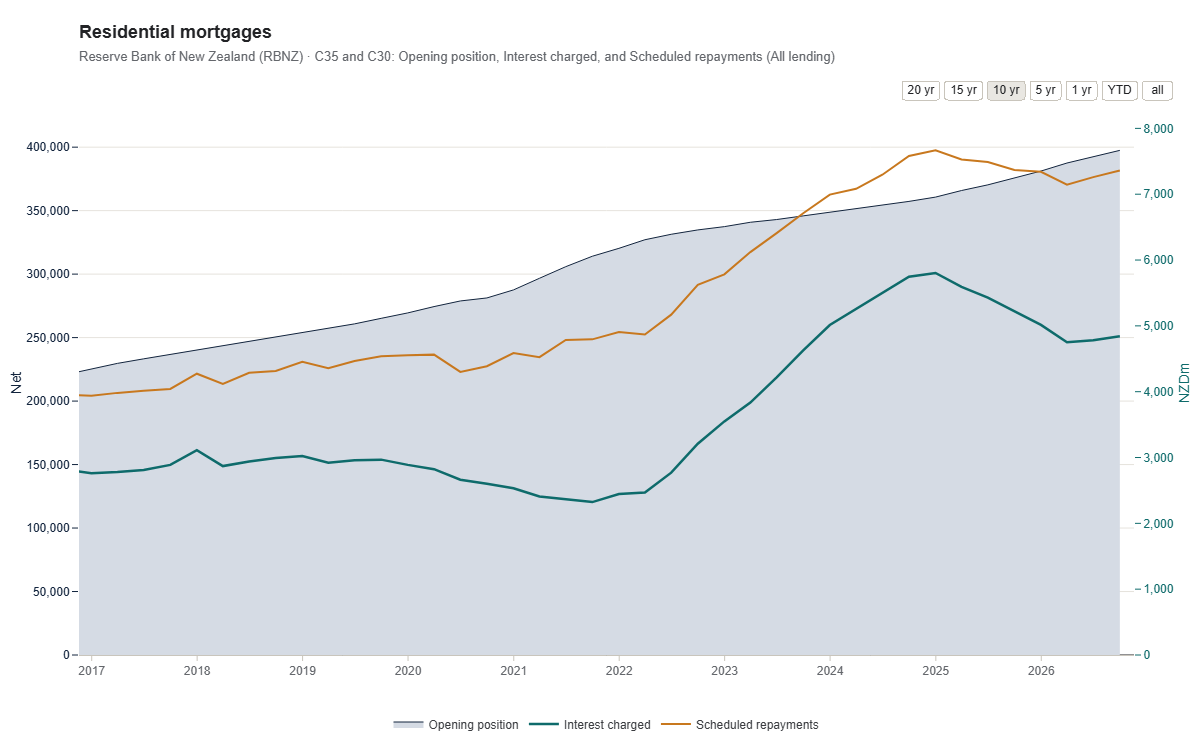 Residential mortgages
Reserve Bank of New Zealand (RBNZ) · C35 and C30: Opening position, Interest charged, and Scheduled repayments (All lending)
20 yr 15 yr 10 yr 5 yr 1 yr YTD all
8,000
400,000
7,000
350,000
6,000
300,000
5,000
250,000
Net
NZDm
4,000
200,000
3,000
150,000
2,000
100,000
1,000
50,000
0
0
2017 2018 2019 2020 2021 2022 2023 2024 2025 2026
Opening position Interest charged Scheduled repayments